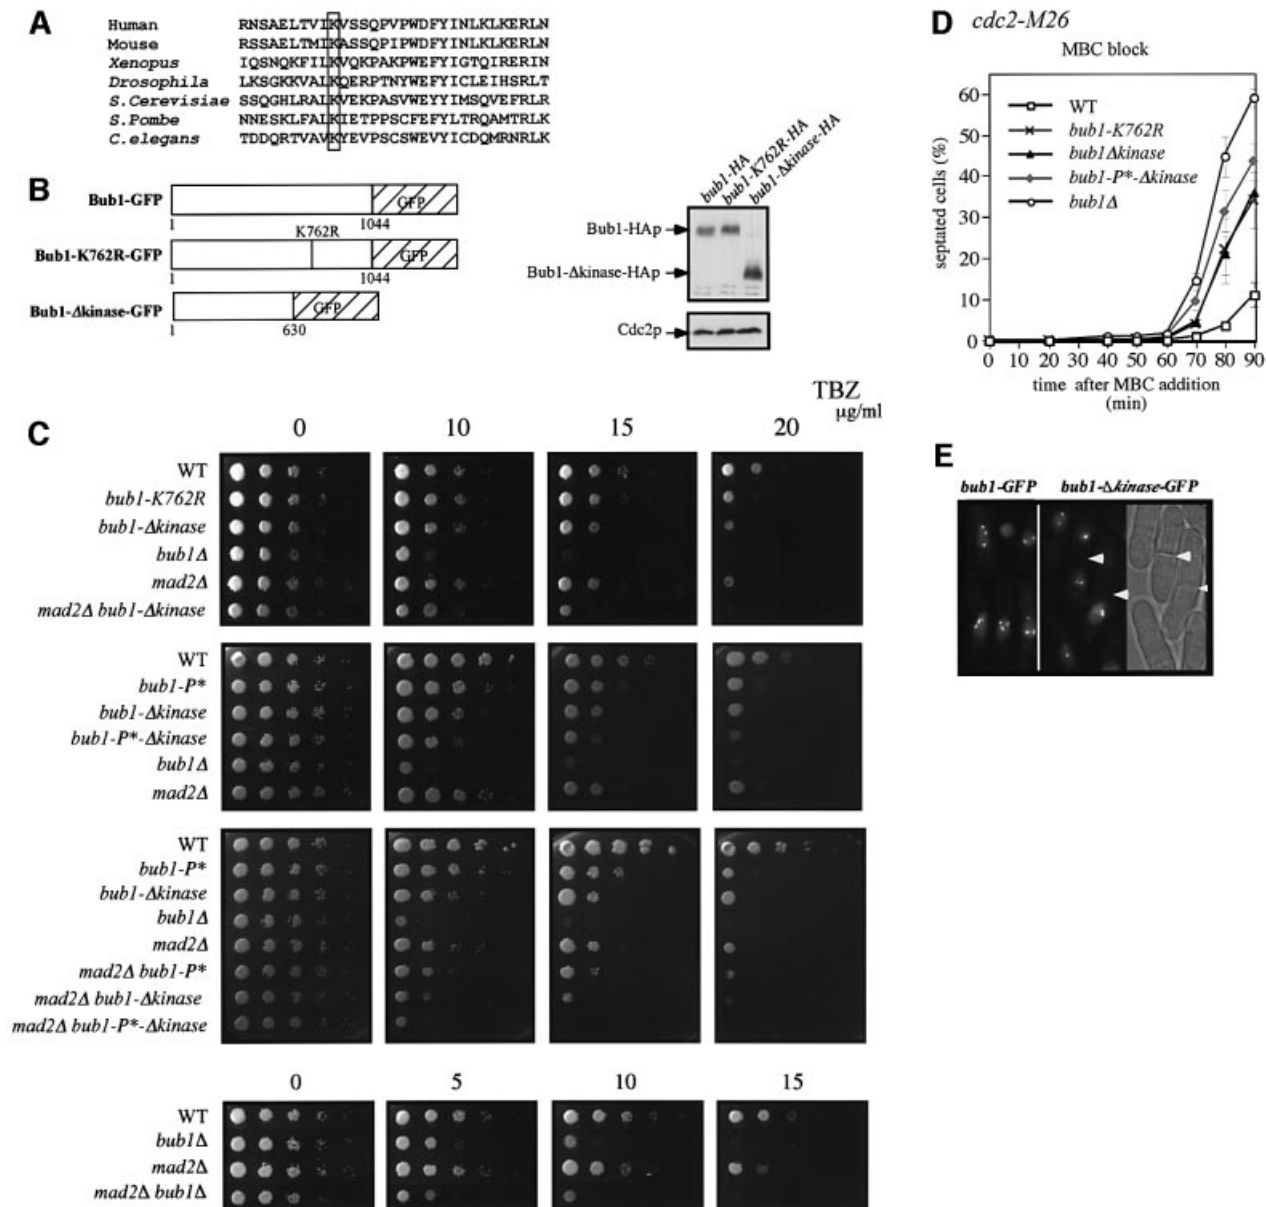 A
Human RNSAELTVIKVSSQPVPWDFYINLKLKERLN
Mouse RSSAELTMIKASSQPIPWDFYINLKLKERLN
Xenopus IQSNQKFILKVQKPAKPWEFYIGTQIRERIN
Drosophila LKSGKKVALKQERPTNYWEFYICLEIHSRLT
S.Cerevisiae SSQGHLRALKVEKPASVWEYYIMSQVEFRLR
S.Pombe NNESKLFALKIETPPSCFEFYLTRQAMTRLK
C.elegans TDDQRTVAVKYEVPSCSWEVYICDQMRNRLK
B
Bub1-GFP GFP
1 1044
K762R
Bub1-K762R-GFP GFP
1 1044
Bub1-Δkinase-GFP GFP
1 630
bub1-HA
bub1-K762R-HA
bub1-Δkinase-HA
Bub1-HAp
Bub1-Δkinase-HAp
Cdc2p
C
TBZ
µg/ml
0 10 15 20
WT
bub1-K762R
bub1-Δkinase
bub1Δ
mad2Δ
mad2Δ bub1-Δkinase
WT
bub1-P*
bub1-Δkinase
bub1-P*-Δkinase
bub1Δ
mad2Δ
WT
bub1-P*
bub1-Δkinase
bub1Δ
mad2Δ
mad2Δ bub1-P*
mad2Δ bub1-Δkinase
mad2Δ bub1-P*-Δkinase
0 5 10 15
WT
bub1Δ
mad2Δ
mad2Δ bub1Δ
D cdc2-M26
MBC block
WT
bub1-K762R
bub1Δkinase
bub1-P*-Δkinase
bub1Δ
septated cells (%)
60
50
40
30
20
10
0
0 10 20 30 40 50 60 70 80 90
time after MBC addition
(min)
E
bub1-GFP bub1-Δkinase-GFP